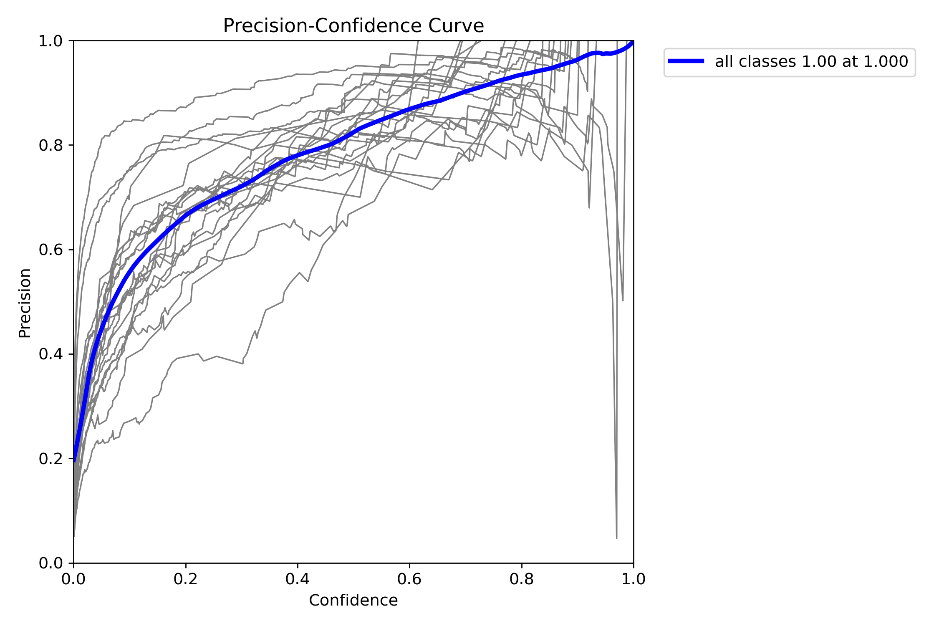 Precision-Confidence Curve
1.0
0.8
0.6
0.4
0.2
0.0
Precision
0.0 0.2 0.4 0.6 0.8 1.0
Confidence
all classes 1.00 at 1.000